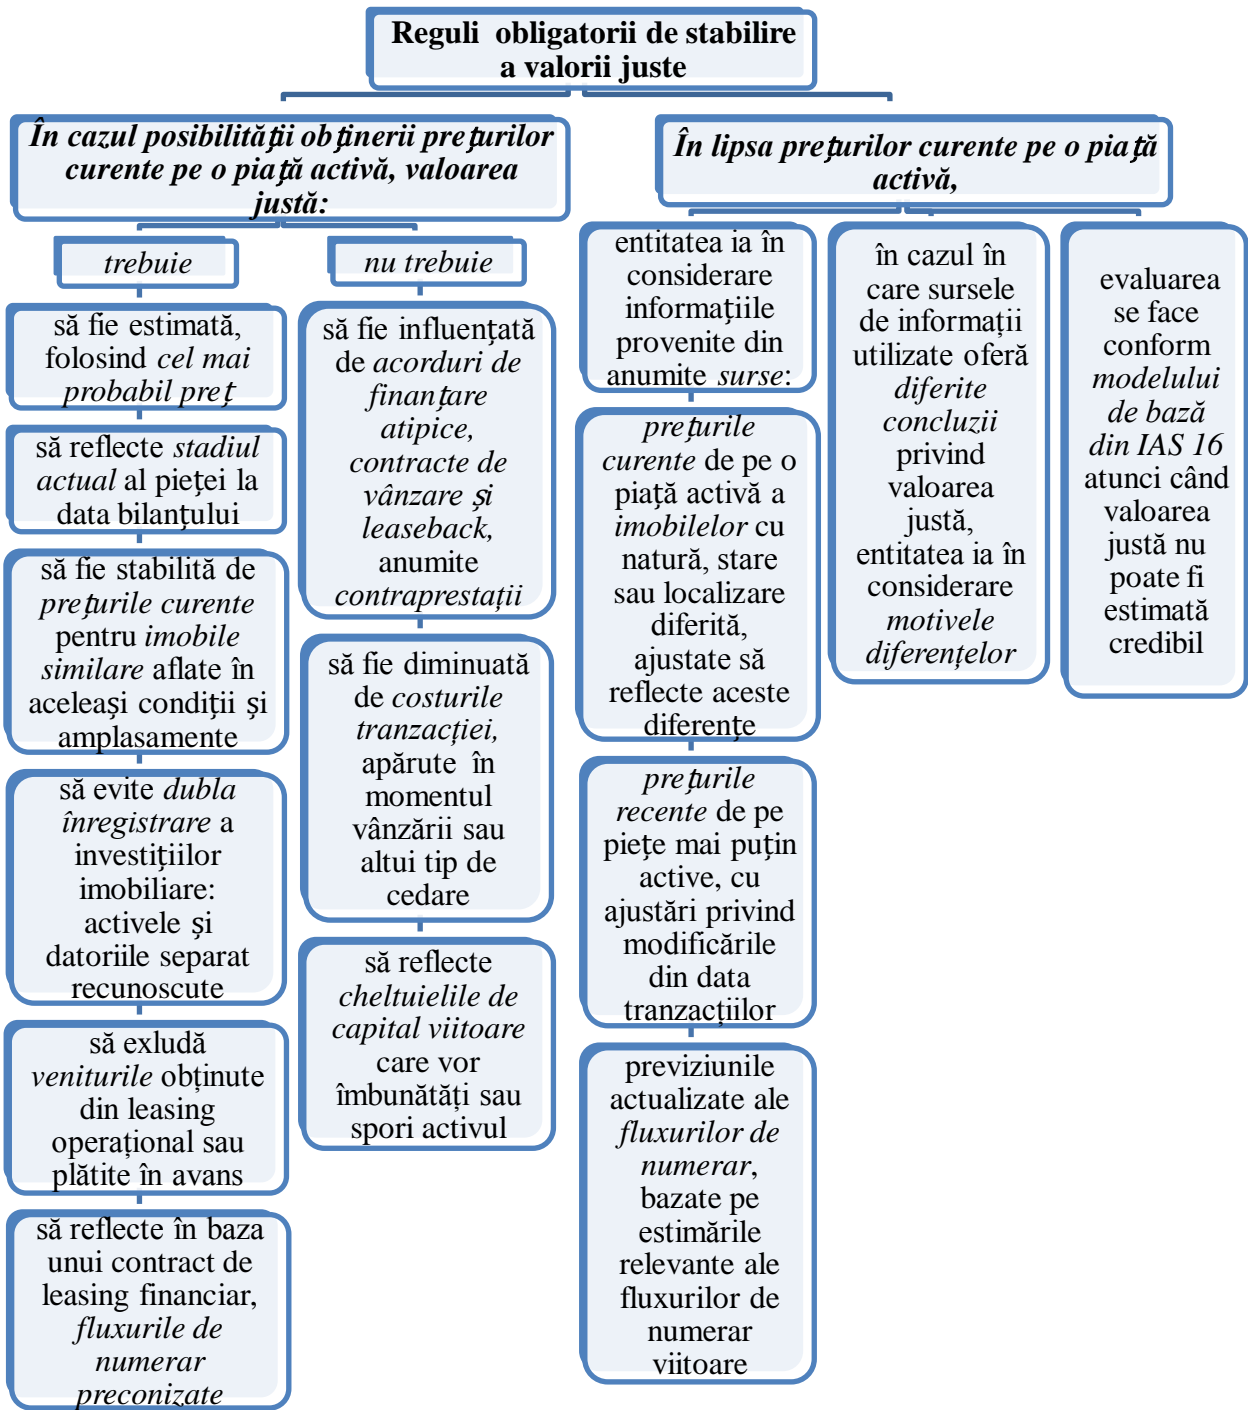 Reguli obligatorii de stabilire
a valorii juste
În cazul posibilității obținerii prețurilor
curente pe o piață activă, valoarea
justă:
trebuie
să fie estimată,
folosind cel mai
probabil preț
să reflecte stadiul
actual al pieței la
data bilanțului
să fie stabilită de
prețurile curente
pentru imobile
similare aflate în
aceleași condiții și
amplasamente
să evite dubla
înregistrare a
investițiilor
imobiliare:
activele și
datoriile separat
recunoscute
să exludă
veniturile obținute
din leasing
operațional sau
plătite în avans
să reflecte în baza
unui contract de
leasing financiar,
fluxurile de
numerar
preconizate
nu trebuie
să fie influențată
de acorduri de
finanțare
atipice,
contracte de
vânzare și
leaseback,
anumite
contraprestații
să fie diminuată
de costurile
tranzacției,
apărute în
momentul
vânzării sau
altui tip de
cedare
să reflecte
cheltuielile de
capital viitoare
care vor
îmbunătăți sau
spori activul
În lipsa prețurilor curente pe o piață
activă,
entitatea ia în
considerare
informațiile
provenite din
anumite surse:
prețurile
curente de pe o
piață activă a
imobilelor cu
natură, stare
sau localizare
diferită,
ajustate să
reflecte aceste
diferențe
prețurile
recente de pe
piețe mai puțin
active, cu
ajustări privind
modificările
din data
tranzacțiilor
previziunile
actualizate ale
fluxurilor de
numerar,
bazate pe
estimările
relevante ale
fluxurilor de
numerar
viitoare
în cazul în
care sursele
de informații
utilizate oferă
diferite
concluzii
privind
valoarea
justă,
entitatea ia în
considerare
motivele
diferențelor
evaluarea
se face
conform
modelului
de bază
din IAS 16
atunci când
valoarea
justă nu
poate fi
estimată
credibil